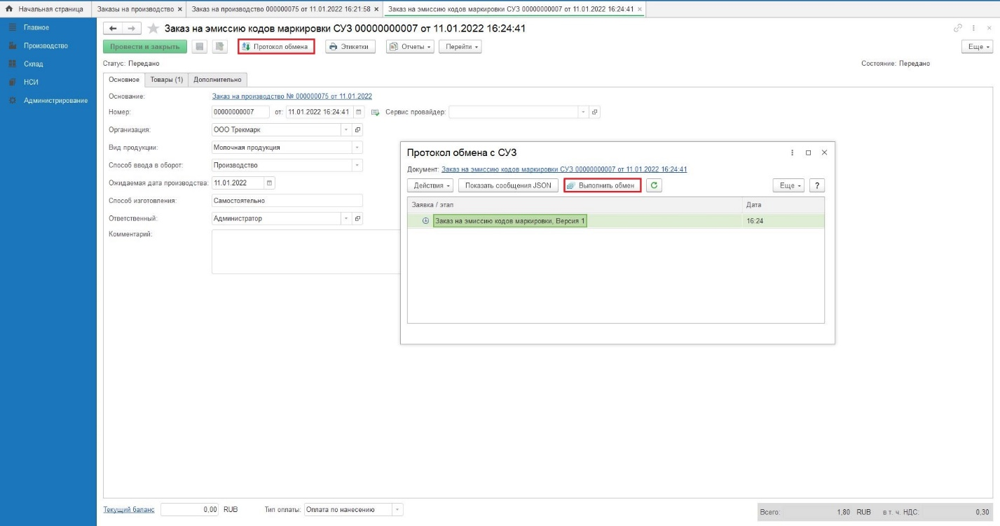 Начальная страница
Заказы на производство ×
Заказ на производство 000000075 от 11.01.2022 16:21:58 ×
Заказ на эмиссию кодов маркировки СУЗ 00000000007 от 11.01.2022 16:24:41 ×
Главное
Производство
Склад
НСИ
Администрирование
Заказ на эмиссию кодов маркировки СУЗ 00000000007 от 11.01.2022 16:24:41
Провести и закрыть
Протокол обмена
Этикетки
Отчеты
Перейти
Еще
Статус: Передано
Состояние: Передано
Основное
Товары (1)
Дополнительно
Основание: Заказ на производство № 000000075 от 11.01.2022
Номер: 00000000007 от: 11.01.2022 16:24:41 Сервис провайдер:
Организация: ООО Трекмарк
Вид продукции: Молочная продукция
Способ ввода в оборот: Производство
Ожидаемая дата производства: 11.01.2022
Способ изготовления: Самостоятельно
Ответственный: Администратор
Комментарий:
Протокол обмена с СУЗ
Документ: Заказ на эмиссию кодов маркировки СУЗ 00000000007 от 11.01.2022 16:24:41
Действия
Показать сообщения JSON
Выполнить обмен
Еще
?
Заявка / этап
Дата
Заказ на эмиссию кодов маркировки, Версия 1
16:24
Текущий баланс 0,00 RUB
Тип оплаты: Оплата по нанесению
Всего: 1,80 RUB в т. ч. НДС: 0,30